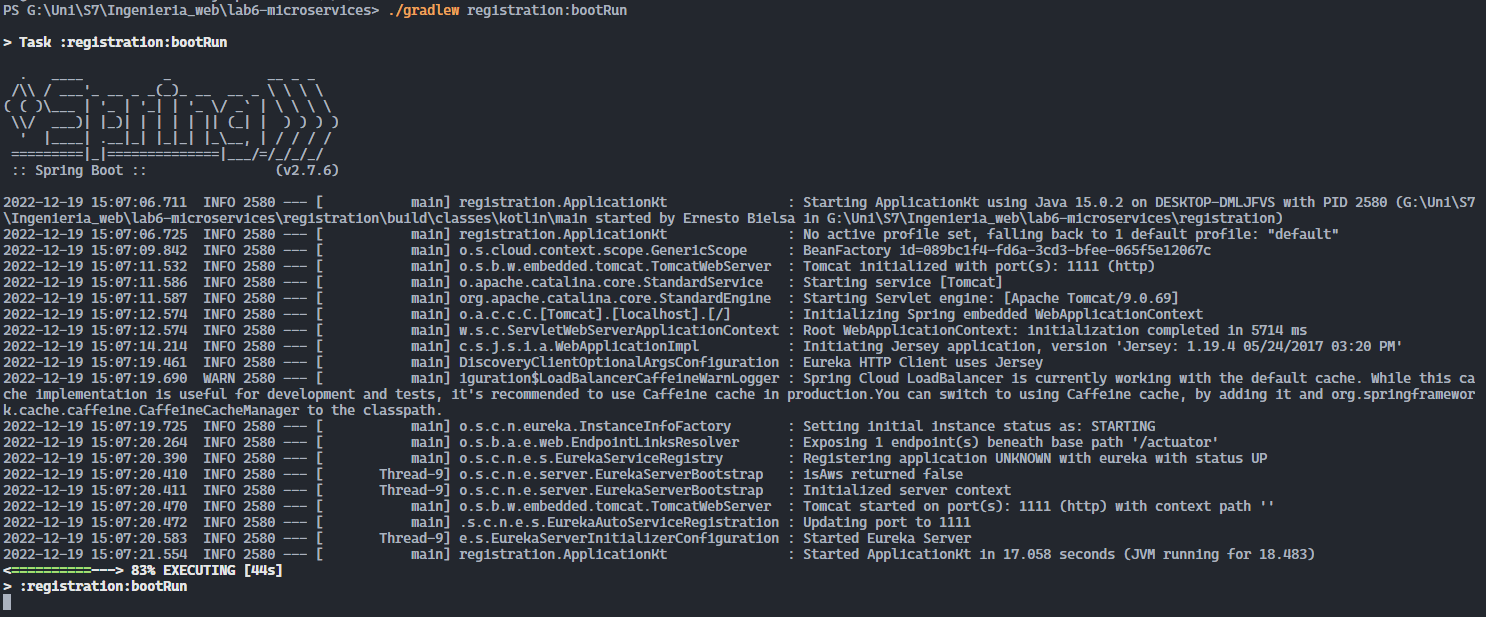 PS G:\Uni\S7\Ingenieria_web\lab6-microservices> ./gradlew registration:bootRun
> Task :registration:bootRun
  .   ____          _            __ _ _
 /\\ / ___'_ __ _ _(_)_ __  __ _ \ \ \ \
( ( )\___ | '_ | '_| | '_ \/ _` | \ \ \ \
 \\/  ___)| |_)| | | | | || (_| |  ) ) ) )
  '  |____| .__|_| |_|_| |_\__, | / / / /
 =========|_|==============|___/=/_/_/_/
 :: Spring Boot ::                (v2.7.6)
2022-12-19 15:07:06.711  INFO 2580 --- [           main] registration.ApplicationKt               : Starting ApplicationKt using Java 15.0.2 on DESKTOP-DMLJFVS with PID 2580 (G:\Uni\S7
\Ingenieria_web\lab6-microservices\registration\build\classes\kotlin\main started by Ernesto Bielsa in G:\Uni\S7\Ingenieria_web\lab6-microservices\registration)
2022-12-19 15:07:06.725  INFO 2580 --- [           main] registration.ApplicationKt               : No active profile set, falling back to 1 default profile: "default"
2022-12-19 15:07:09.842  INFO 2580 --- [           main] o.s.cloud.context.scope.GenericScope     : BeanFactory id=089bc1f4-fd6a-3cd3-bfee-065f5e12067c
2022-12-19 15:07:11.532  INFO 2580 --- [           main] o.s.b.w.embedded.tomcat.TomcatWebServer  : Tomcat initialized with port(s): 1111 (http)
2022-12-19 15:07:11.586  INFO 2580 --- [           main] o.apache.catalina.core.StandardService   : Starting service [Tomcat]
2022-12-19 15:07:11.587  INFO 2580 --- [           main] org.apache.catalina.core.StandardEngine  : Starting Servlet engine: [Apache Tomcat/9.0.69]
2022-12-19 15:07:12.574  INFO 2580 --- [           main] o.a.c.c.C.[Tomcat].[localhost].[/]       : Initializing Spring embedded WebApplicationContext
2022-12-19 15:07:12.574  INFO 2580 --- [           main] w.s.c.ServletWebServerApplicationContext : Root WebApplicationContext: initialization completed in 5714 ms
2022-12-19 15:07:14.214  INFO 2580 --- [           main] c.s.j.s.i.a.WebApplicationImpl           : Initiating Jersey application, version 'Jersey: 1.19.4 05/24/2017 03:20 PM'
2022-12-19 15:07:19.461  INFO 2580 --- [           main] DiscoveryClientOptionalArgsConfiguration : Eureka HTTP Client uses Jersey
2022-12-19 15:07:19.690  WARN 2580 --- [           main] iguration$LoadBalancerCaffeineWarnLogger : Spring Cloud LoadBalancer is currently working with the default cache. While this ca
che implementation is useful for development and tests, it's recommended to use Caffeine cache in production.You can switch to using Caffeine cache, by adding it and org.springframewor
k.cache.caffeine.CaffeineCacheManager to the classpath.
2022-12-19 15:07:19.725  INFO 2580 --- [           main] o.s.c.n.eureka.InstanceInfoFactory       : Setting initial instance status as: STARTING
2022-12-19 15:07:20.264  INFO 2580 --- [           main] o.s.b.a.e.web.EndpointLinksResolver      : Exposing 1 endpoint(s) beneath base path '/actuator'
2022-12-19 15:07:20.390  INFO 2580 --- [           main] o.s.c.n.e.s.EurekaServiceRegistry        : Registering application UNKNOWN with eureka with status UP
2022-12-19 15:07:20.410  INFO 2580 --- [       Thread-9] o.s.c.n.e.server.EurekaServerBootstrap   : isAws returned false
2022-12-19 15:07:20.411  INFO 2580 --- [       Thread-9] o.s.c.n.e.server.EurekaServerBootstrap   : Initialized server context
2022-12-19 15:07:20.470  INFO 2580 --- [           main] o.s.b.w.embedded.tomcat.TomcatWebServer  : Tomcat started on port(s): 1111 (http) with context path ''
2022-12-19 15:07:20.472  INFO 2580 --- [           main] .s.c.n.e.s.EurekaAutoServiceRegistration : Updating port to 1111
2022-12-19 15:07:20.583  INFO 2580 --- [       Thread-9] e.s.EurekaServerInitializerConfiguration : Started Eureka Server
2022-12-19 15:07:21.554  INFO 2580 --- [           main] registration.ApplicationKt               : Started ApplicationKt in 17.058 seconds (JVM running for 18.483)
<==========---> 83% EXECUTING [44s]
> :registration:bootRun